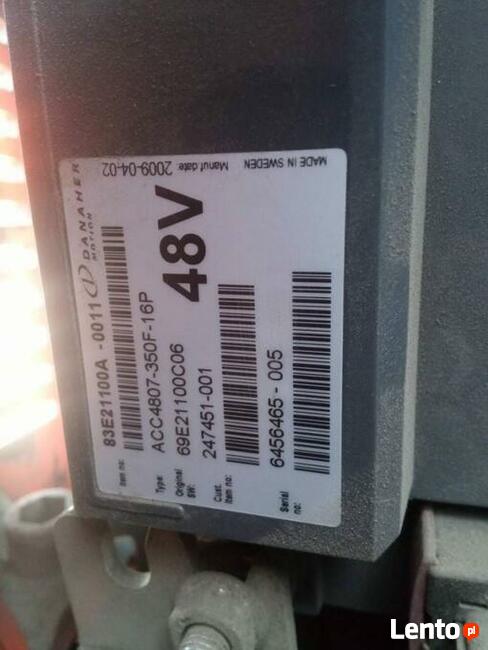 DANAHER
MOTION
Item no: 83E21100A -0011
Type: ACC4807-350F-16P
Original SW: 69E21100C06
Cust. Item no: 247451-001
Serial no: 6456465 - 005
48V
Manuf date: 2009-04-02
MADE IN SWEDEN
Lento.pl